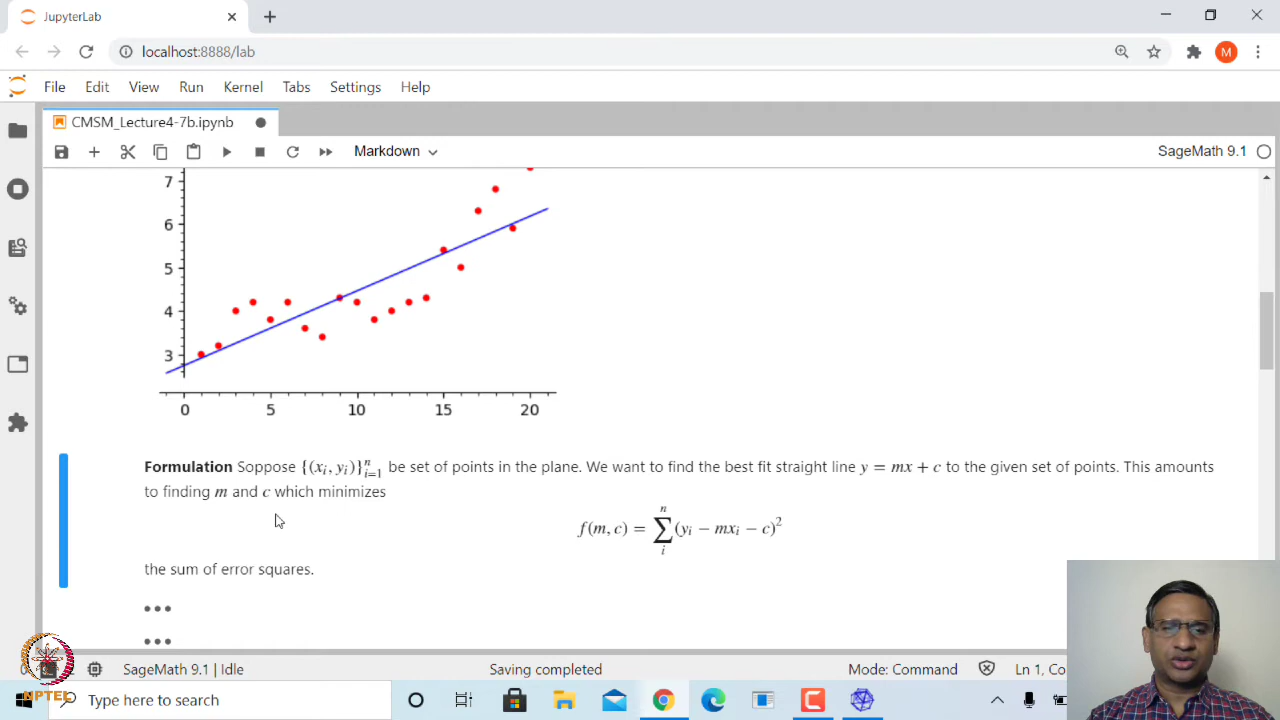 JupyterLab
localhost:8888/lab
M
File Edit View Run Kernel Tabs Settings Help
CMSM_Lecture4-7b.ipynb
Markdown
SageMath 9.1
7
6
5
4
3
0 5 10 15 20
Formulation Suppose {(xᵢ, yᵢ)}ⁿᵢ₌₁ be set of points in the plane. We want to find the best fit straight line y = mx + c to the given set of points. This amounts
to finding m and c which minimizes
f(m, c) = ∑ⁿᵢ (yᵢ − mxᵢ − c)²
the sum of error squares.
SageMath 9.1 | Idle Saving completed Mode: Command Ln 1,
NPTEL
Type here to search